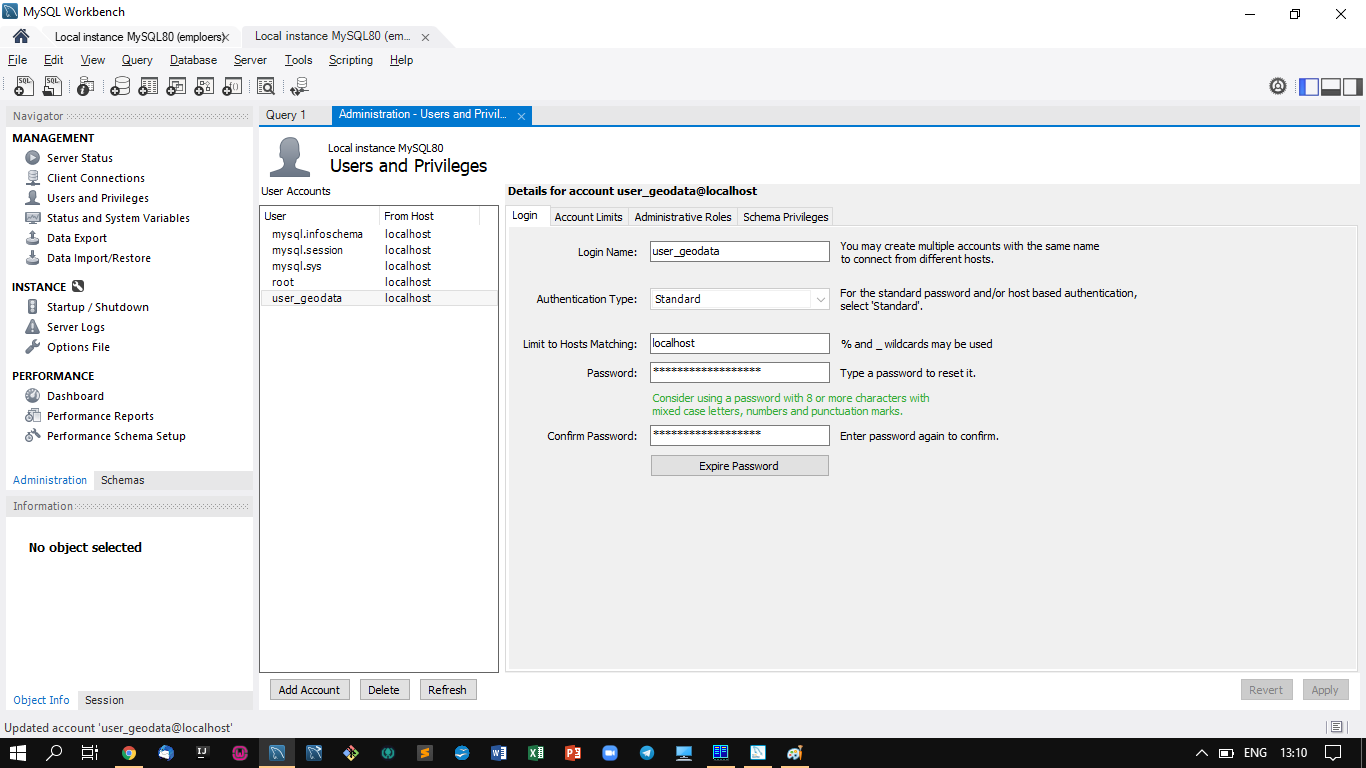 MySQL Workbench
Local instance MySQL80 (emploers)
Local instance MySQL80 (em...
File Edit View Query Database Server Tools Scripting Help
SQL SQL
Navigator
MANAGEMENT
Server Status
Client Connections
Users and Privileges
Status and System Variables
Data Export
Data Import/Restore
INSTANCE
Startup / Shutdown
Server Logs
Options File
PERFORMANCE
Dashboard
Performance Reports
Performance Schema Setup
Administration Schemas
Information
No object selected
Object Info Session
Query 1
Administration - Users and Privil...
Local instance MySQL80
Users and Privileges
User Accounts
User From Host
mysql.infoschema localhost
mysql.session localhost
mysql.sys localhost
root localhost
user_geodata localhost
Add Account Delete Refresh
Details for account user_geodata@localhost
Login Account Limits Administrative Roles Schema Privileges
Login Name: user_geodata
You may create multiple accounts with the same name
to connect from different hosts.
Authentication Type: Standard
For the standard password and/or host based authentication,
select 'Standard'.
Limit to Hosts Matching: localhost
% and _ wildcards may be used
Password: ******************
Type a password to reset it.
Consider using a password with 8 or more characters with
mixed case letters, numbers and punctuation marks.
Confirm Password: ******************
Enter password again to confirm.
Expire Password
Revert Apply
Updated account 'user_geodata@localhost'
ENG 13:10